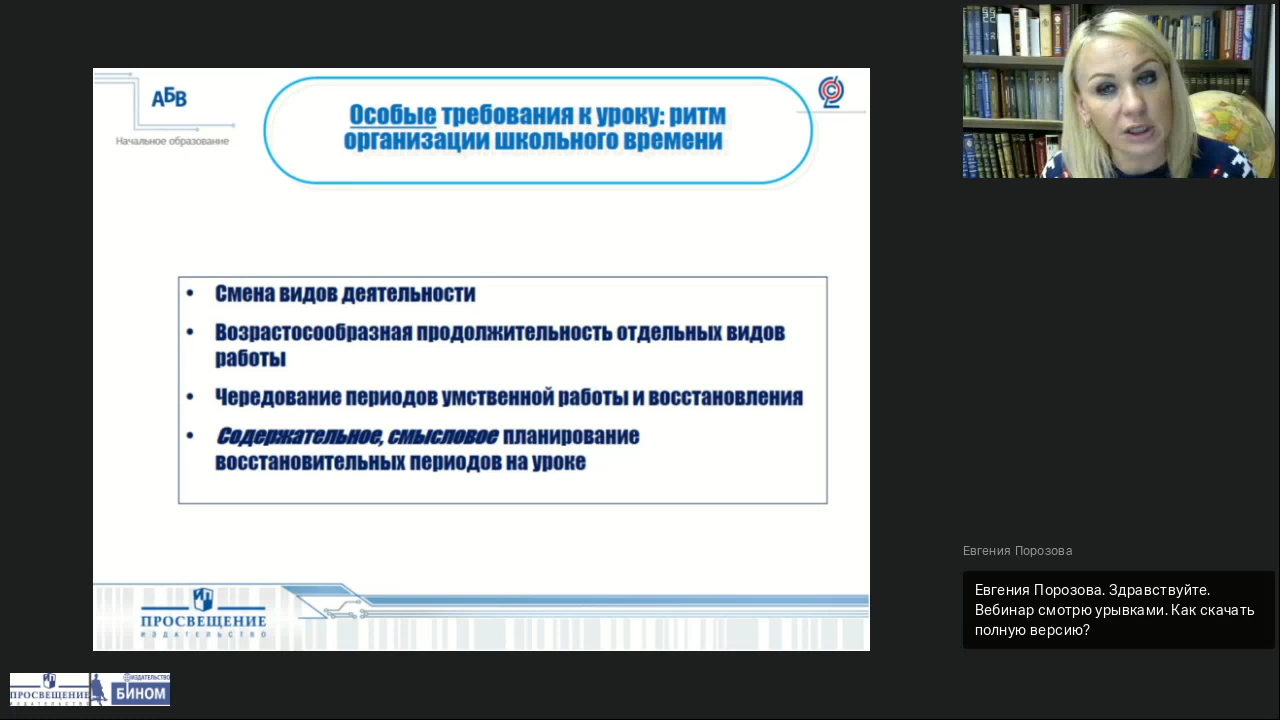 АБВ
Начальное образование
Особые требования к уроку: ритм
организации школьного времени
• Смена видов деятельности
• Возрастосообразная продолжительность отдельных видов
работы
• Чередование периодов умственной работы и восстановления
• Содержательное, смысловое планирование
восстановительных периодов на уроке
ПРОСВЕЩЕНИЕ
ИЗДАТЕЛЬСТВО
Евгения Порозова
Евгения Порозова. Здравствуйте.
Вебинар смотрю урывками. Как скачать
полную версию?
ПРОСВЕЩЕНИЕ
ИЗДАТЕЛЬСТВО
ИЗДАТЕЛЬСТВО
БИНОМ